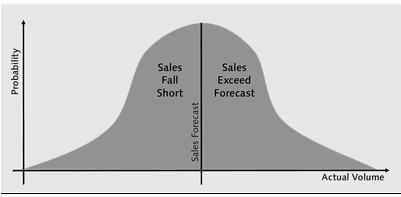 Probability
Sales
Fall
Short
Sales Forecast
Sales
Exceed
Forecast
Actual Volume